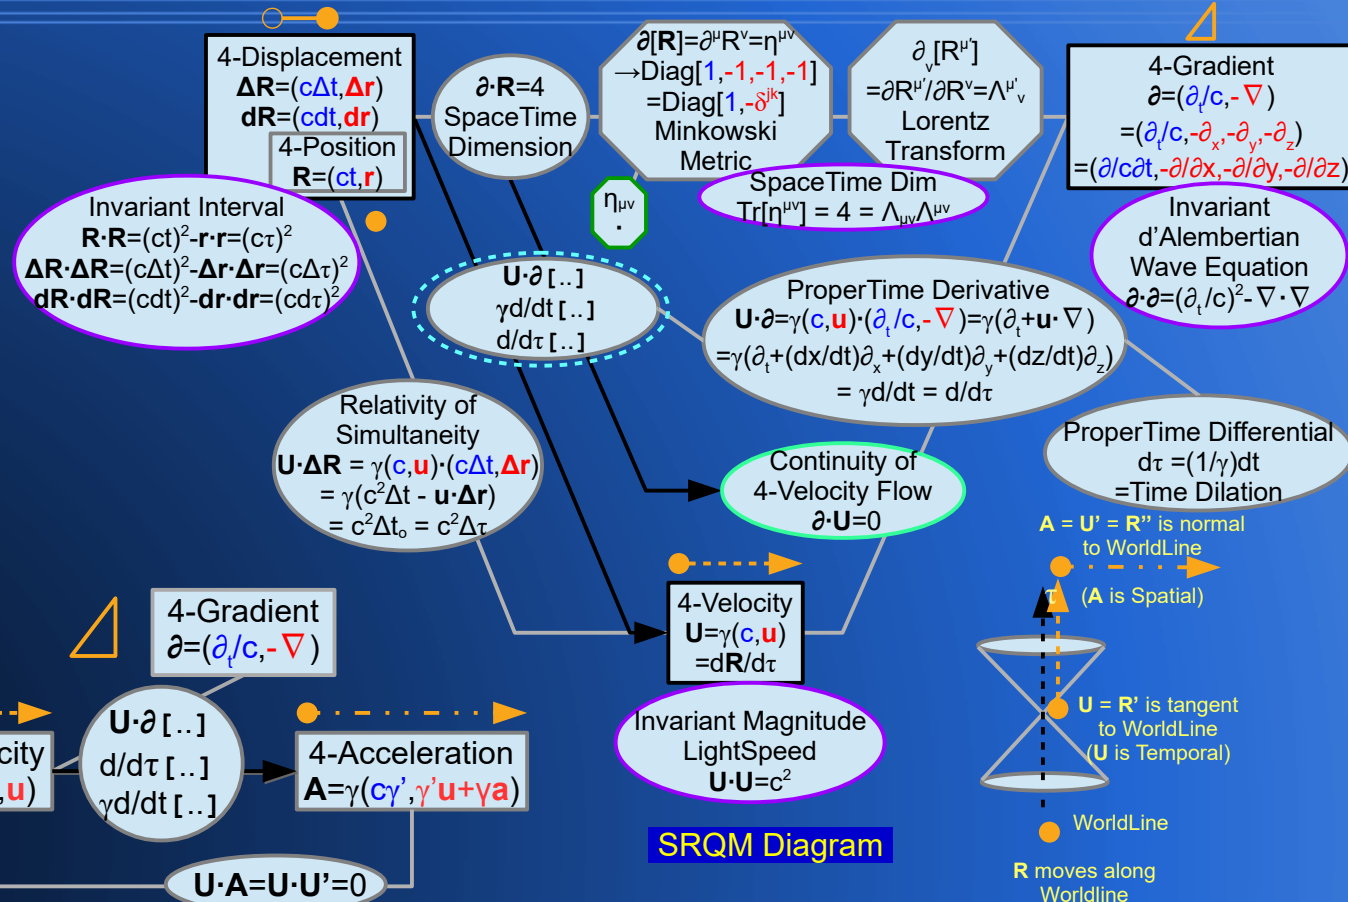 4-Displacement
ΔR=(cΔt,Δr)
dR=(cdt,dr)
4-Position
R=(ct,r)
Invariant Interval
R·R=(ct)²-r·r=(cτ)²
ΔR·ΔR=(cΔt)²-Δr·Δr=(cΔτ)²
dR·dR=(cdt)²-dr·dr=(cdτ)²
∂·R=4
SpaceTime
Dimension
∂[R]=∂^μR^ν=η^μν
→Diag[1,-1,-1,-1]
=Diag[1,-δ^jk]
Minkowski
Metric
∂_ν[R^μ']
=∂R^μ'/∂R^ν=Λ^μ'_ν
Lorentz
Transform
SpaceTime Dim
Tr[η^μν] = 4 = Λ_μνΛ^μν
η_μν
·
4-Gradient
∂=(∂_t/c,-∇)
=(∂_t/c,-∂_x,-∂_y,-∂_z)
=(∂/c∂t,-∂/∂x,-∂/∂y,-∂/∂z)
Invariant
d'Alembertian
Wave Equation
∂·∂=(∂_t/c)²-∇·∇
U·∂[..]
γd/dt[..]
d/dτ[..]
ProperTime Derivative
U·∂=γ(c,u)·(∂_t/c,-∇)=γ(∂_t+u·∇)
=γ(∂_t+(dx/dt)∂_x+(dy/dt)∂_y+(dz/dt)∂_z)
= γd/dt = d/dτ
ProperTime Differential
dτ =(1/γ)dt
=Time Dilation
Relativity of
Simultaneity
U·ΔR = γ(c,u)·(cΔt,Δr)
= γ(c²Δt - u·Δr)
= c²Δt_o = c²Δτ
Continuity of
4-Velocity Flow
∂·U=0
4-Velocity
U=γ(c,u)
=dR/dτ
Invariant Magnitude
LightSpeed
U·U=c²
A = U' = R'' is normal
to WorldLine
τ
(A is Spatial)
U = R' is tangent
to WorldLine
(U is Temporal)
WorldLine
R moves along
Worldline
4-Gradient
∂=(∂_t/c,-∇)
city
,u)
U·∂[..]
d/dτ[..]
γd/dt[..]
4-Acceleration
A=γ(cγ',γ'u+γa)
U·A=U·U'=0
SRQM Diagram